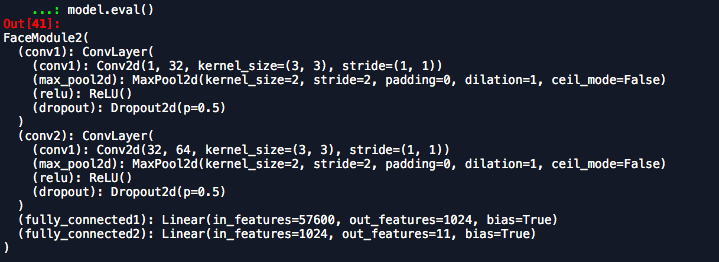 ...: model.eval()
Out[41]:
FaceModule2(
  (conv1): ConvLayer(
    (conv1): Conv2d(1, 32, kernel_size=(3, 3), stride=(1, 1))
    (max_pool2d): MaxPool2d(kernel_size=2, stride=2, padding=0, dilation=1, ceil_mode=False)
    (relu): ReLU()
    (dropout): Dropout2d(p=0.5)
  )
  (conv2): ConvLayer(
    (conv1): Conv2d(32, 64, kernel_size=(3, 3), stride=(1, 1))
    (max_pool2d): MaxPool2d(kernel_size=2, stride=2, padding=0, dilation=1, ceil_mode=False)
    (relu): ReLU()
    (dropout): Dropout2d(p=0.5)
  )
  (fully_connected1): Linear(in_features=57600, out_features=1024, bias=True)
  (fully_connected2): Linear(in_features=1024, out_features=11, bias=True)
)